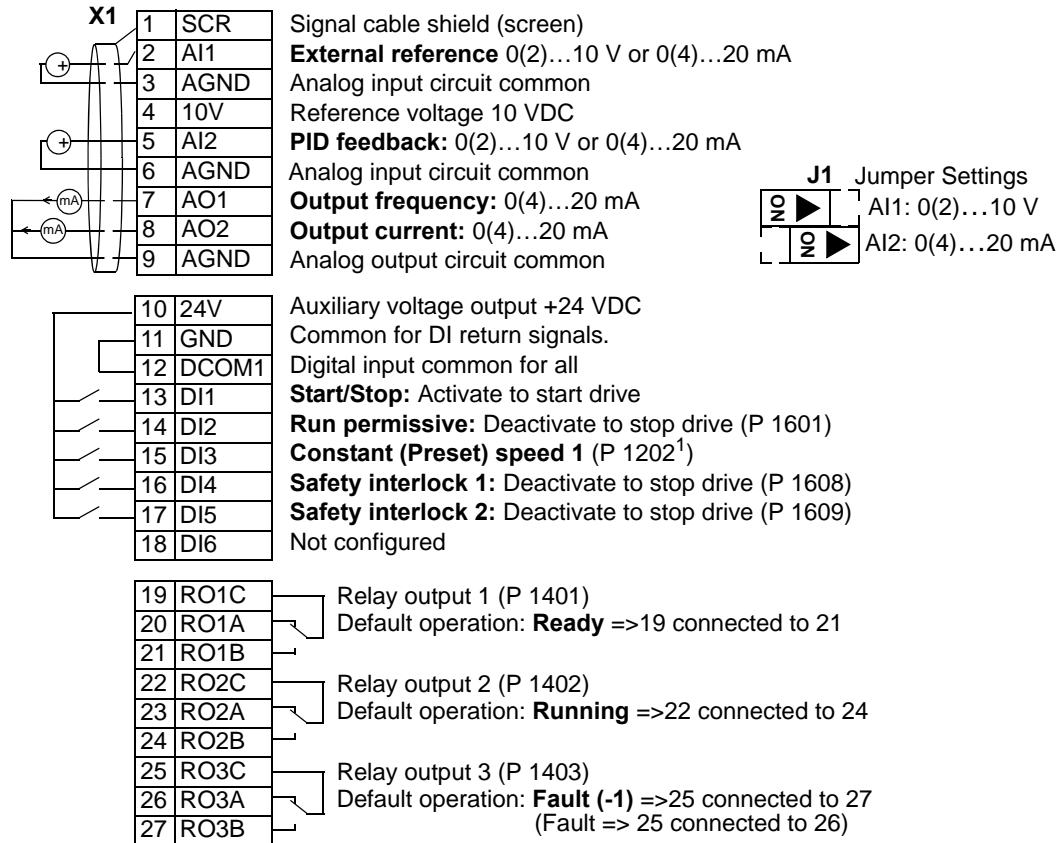 X1
1 SCR Signal cable shield (screen)
2 AI1 External reference 0(2)…10 V or 0(4)…20 mA
+
3 AGND Analog input circuit common
4 10V Reference voltage 10 VDC
+ 5 AI2 PID feedback: 0(2)…10 V or 0(4)…20 mA
6 AGND Analog input circuit common
mA 7 AO1 Output frequency: 0(4)…20 mA
mA 8 AO2 Output current: 0(4)…20 mA
9 AGND Analog output circuit common
J1 Jumper Settings
ON AI1: 0(2)…10 V
ON AI2: 0(4)…20 mA
10 24V Auxiliary voltage output +24 VDC
11 GND Common for DI return signals.
12 DCOM1 Digital input common for all
13 DI1 Start/Stop: Activate to start drive
14 DI2 Run permissive: Deactivate to stop drive (P 1601)
15 DI3 Constant (Preset) speed 1 (P 1202¹)
16 DI4 Safety interlock 1: Deactivate to stop drive (P 1608)
17 DI5 Safety interlock 2: Deactivate to stop drive (P 1609)
18 DI6 Not configured
19 RO1C Relay output 1 (P 1401)
20 RO1A Default operation: Ready =>19 connected to 21
21 RO1B
22 RO2C Relay output 2 (P 1402)
23 RO2A Default operation: Running =>22 connected to 24
24 RO2B
25 RO3C Relay output 3 (P 1403)
26 RO3A Default operation: Fault (-1) =>25 connected to 27
27 RO3B (Fault => 25 connected to 26)